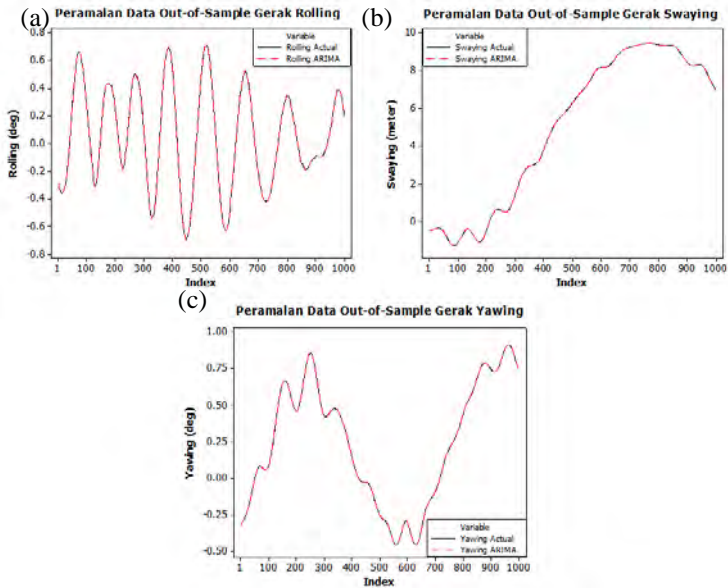 (a)
Peramalan Data Out-of-Sample Gerak Rolling
Variable
Rolling Actual
Rolling ARIMA
Rolling (deg)
0.8
0.6
0.4
0.2
0.0
-0.2
-0.4
-0.6
-0.8
1 100 200 300 400 500 600 700 800 900 1000
Index
(b)
Peramalan Data Out-of-Sample Gerak Swaying
Variable
Swaying Actual
Swaying ARIMA
Swaying (meter)
10
8
6
4
2
0
1 100 200 300 400 500 600 700 800 900 1000
Index
(c)
Peramalan Data Out-of-Sample Gerak Yawing
Yawing (deg)
1.00
0.75
0.50
0.25
0.00
-0.25
-0.50
Variable
Yawing Actual
Yawing ARIMA
1 100 200 300 400 500 600 700 800 900 1000
Index